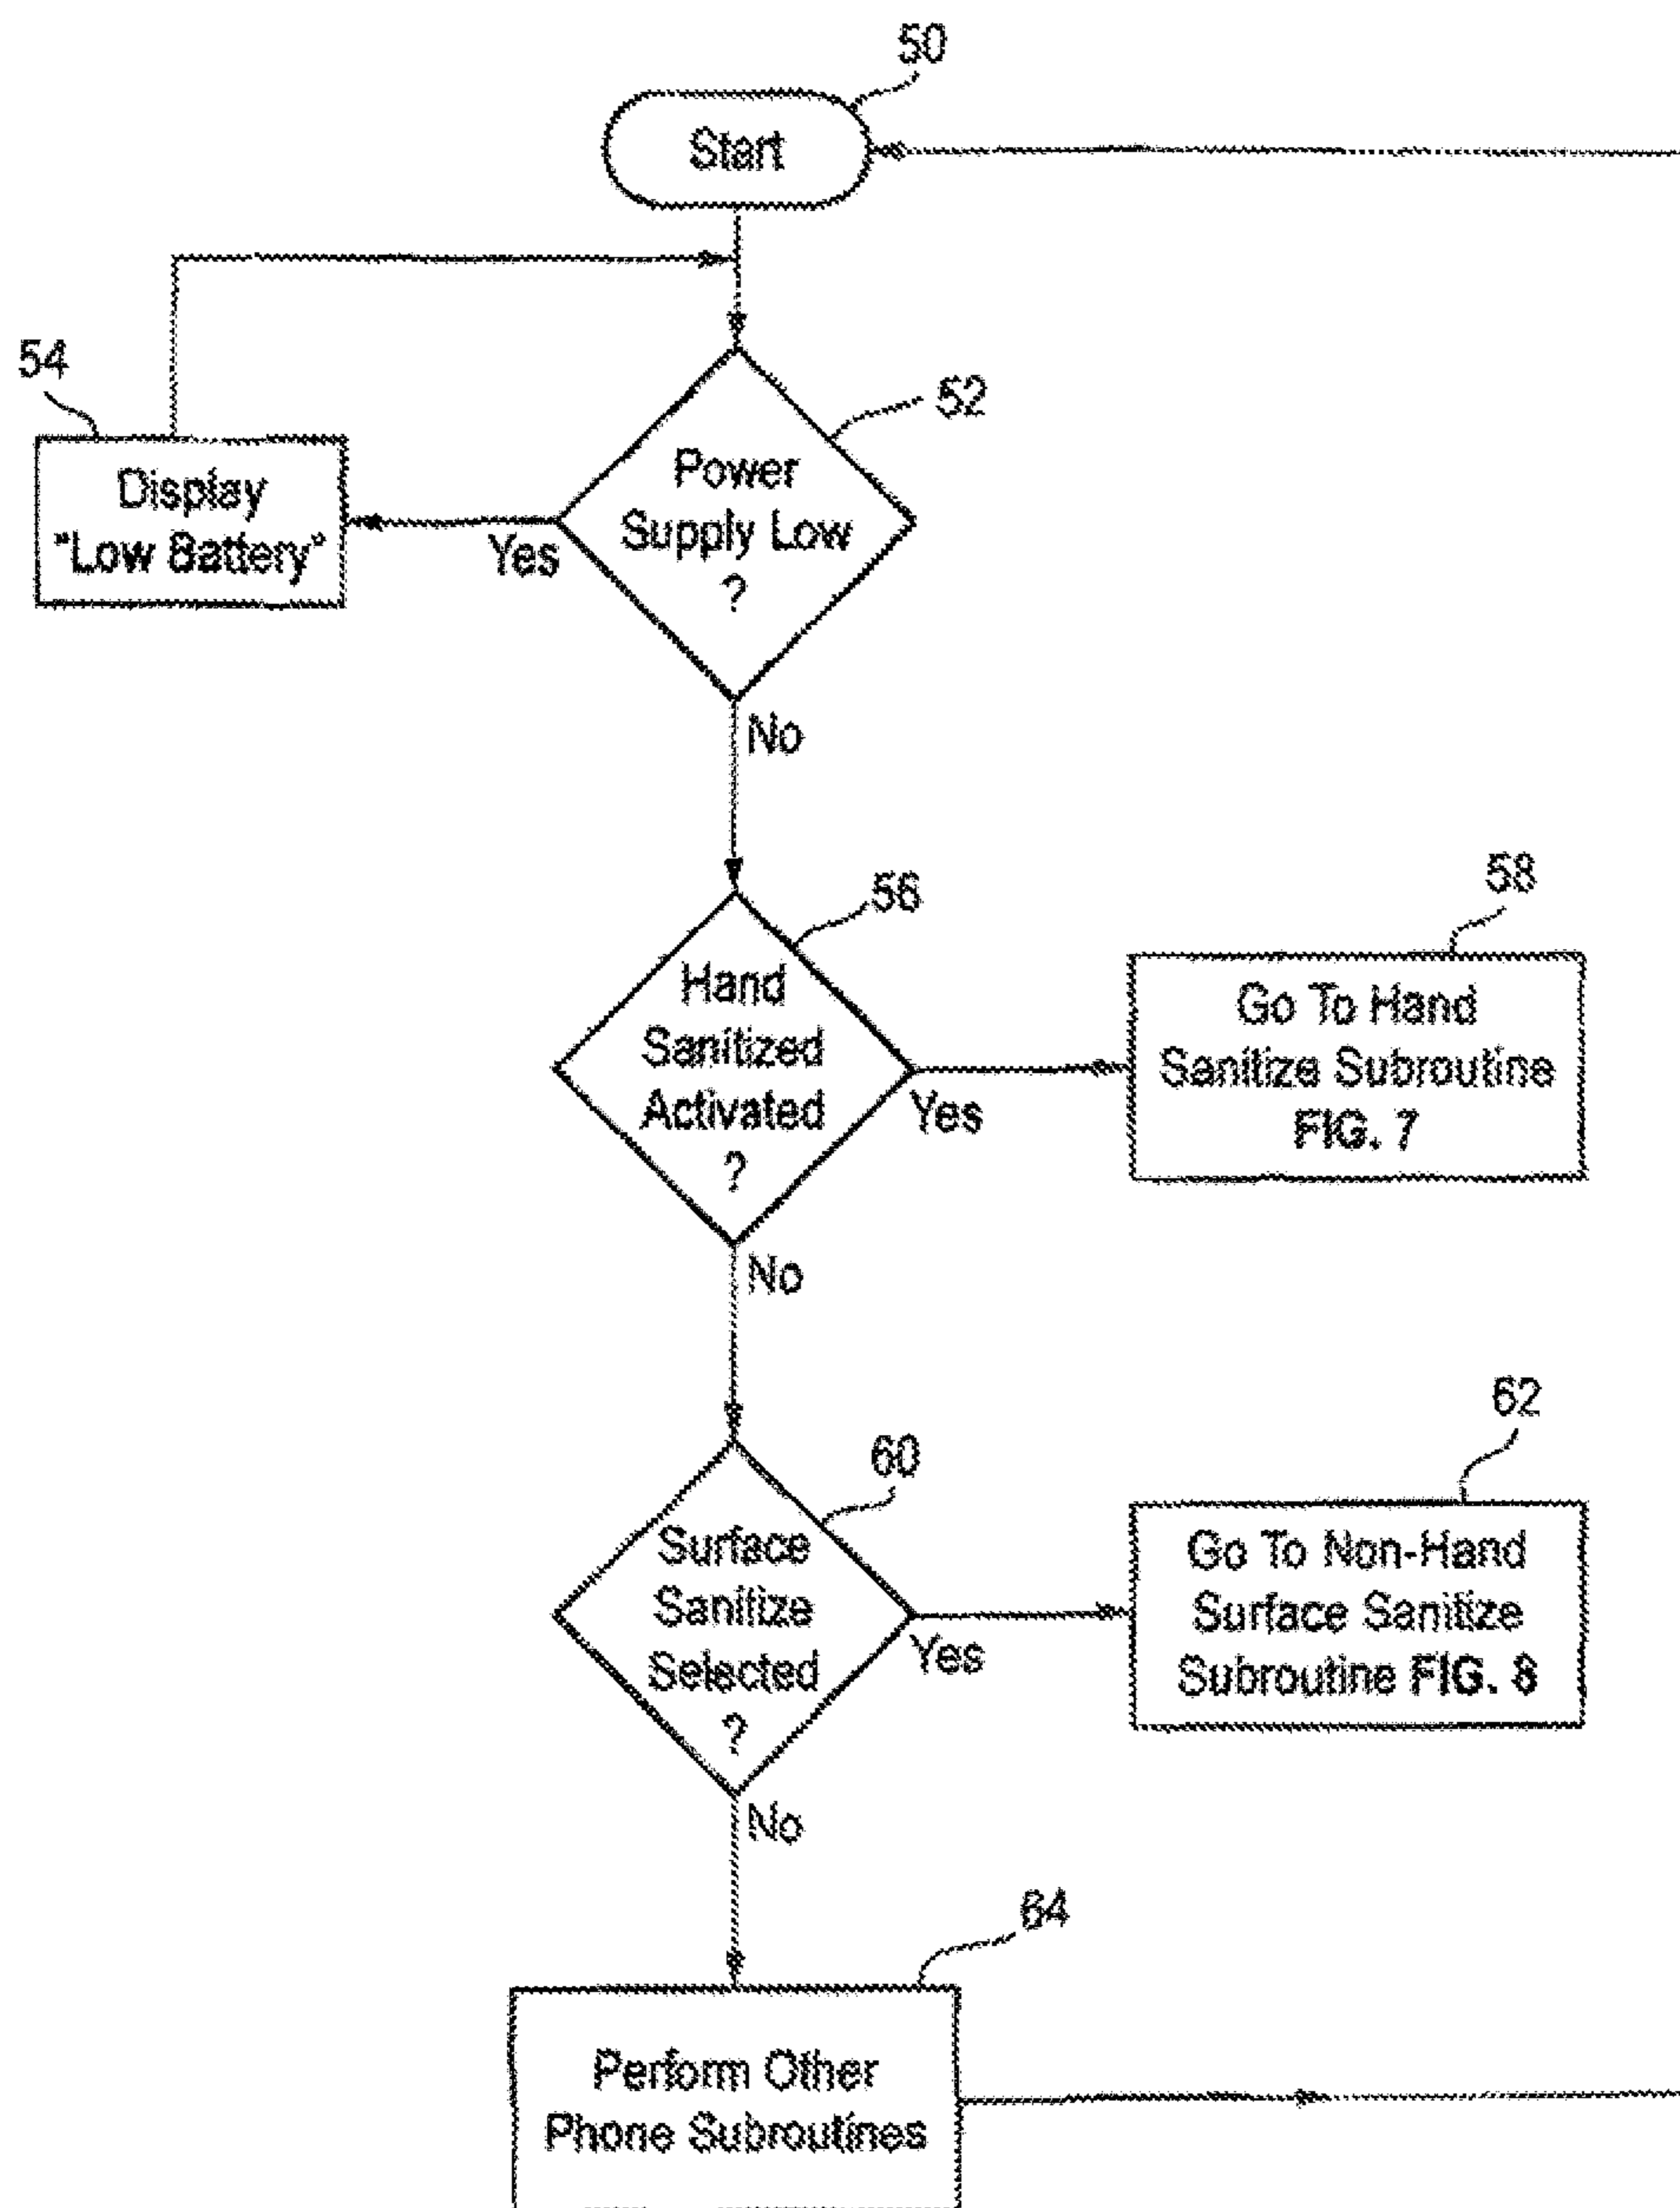 50
Start
54
52
Display
"Low Battery"
Yes
Power
Supply Low
?
No
56
58
Hand
Sanitized
Activated
?
Yes
Go To Hand
Sanitize Subroutine
FIG. 7
No
60
62
Surface
Sanitize
Selected
?
Yes
Go To Non-Hand
Surface Sanitize
Subroutine FIG. 8
No
64
Perform Other
Phone Subroutines